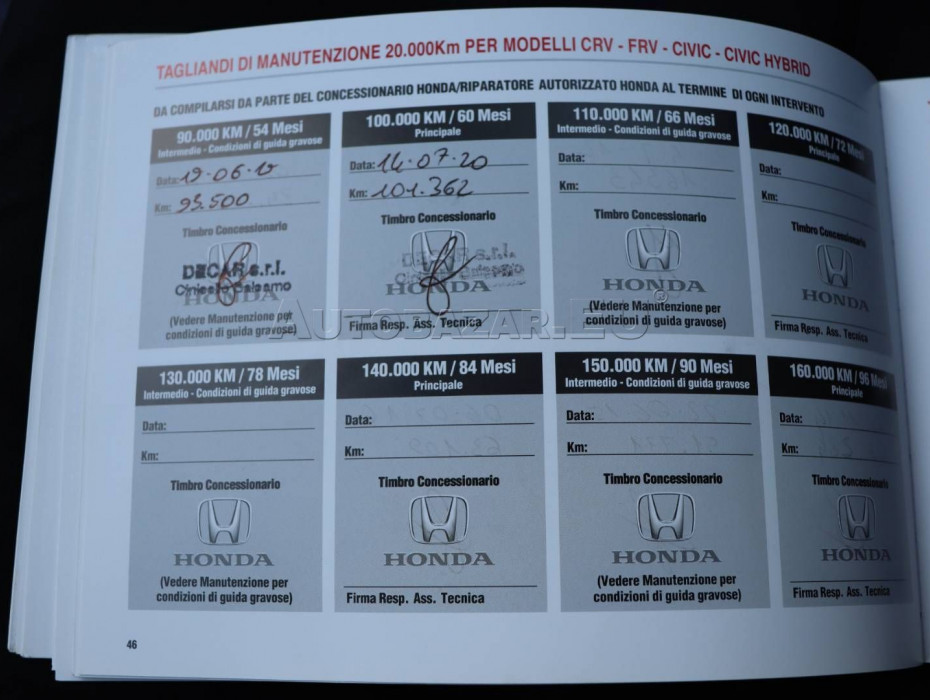 TAGLIANDI DI MANUTENZIONE 20.000Km PER MODELLI CRV - FRV - CIVIC - CIVIC HYBRID
DA COMPILARSI DA PARTE DEL CONCESSIONARIO HONDA/RIPARATORE AUTORIZZATO HONDA AL TERMINE DI OGNI INTERVENTO
90.000 KM / 54 Mesi
Intermedio - Condizioni di guida gravose
Data: 19.06.19
Km: 93.500
Timbro Concessionario
DECAR s.r.l.
Cinisello Balsamo
HONDA
(Vedere Manutenzione per
condizioni di guida gravose)
100.000 KM / 60 Mesi
Principale
Data: 14.07.20
Km: 101.362
Timbro Concessionario
DECAR s.r.l.
Cinisello Balsamo
HONDA
Firma Resp. Ass. Tecnica
110.000 KM / 66 Mesi
Intermedio - Condizioni di guida gravose
Data:
Km:
Timbro Concessionario
HONDA
(Vedere Manutenzione per
condizioni di guida gravose)
120.000 KM / 72 Mesi
Principale
Data:
Km:
Timbro Concessionario
HONDA
Firma Resp. Ass. Tecnica
AUTOBAZAR.EU®
130.000 KM / 78 Mesi
Intermedio - Condizioni di guida gravose
Data:
Km:
Timbro Concessionario
HONDA
(Vedere Manutenzione per
condizioni di guida gravose)
140.000 KM / 84 Mesi
Principale
Data:
Km:
Timbro Concessionario
HONDA
Firma Resp. Ass. Tecnica
150.000 KM / 90 Mesi
Intermedio - Condizioni di guida gravose
Data:
Km:
Timbro Concessionario
HONDA
(Vedere Manutenzione per
condizioni di guida gravose)
160.000 KM / 96 Mesi
Principale
Data:
Km:
Timbro Concessionario
HONDA
Firma Resp. Ass. Tecnica
46